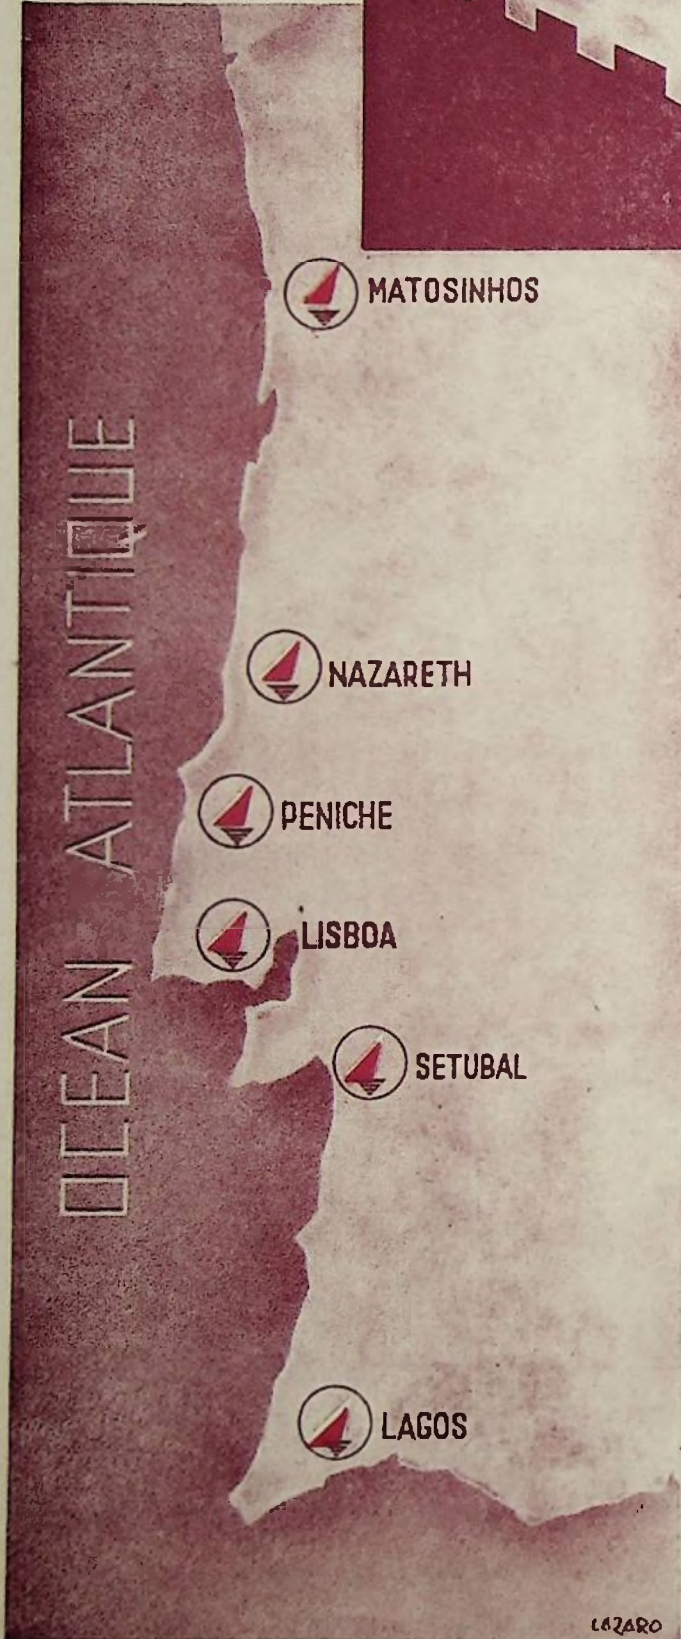 MATOSINHOS
OCEAN ATLANTIQUE
NAZARETH
PENICHE
LISBOA
SETUBAL
LAGOS
LAZARO